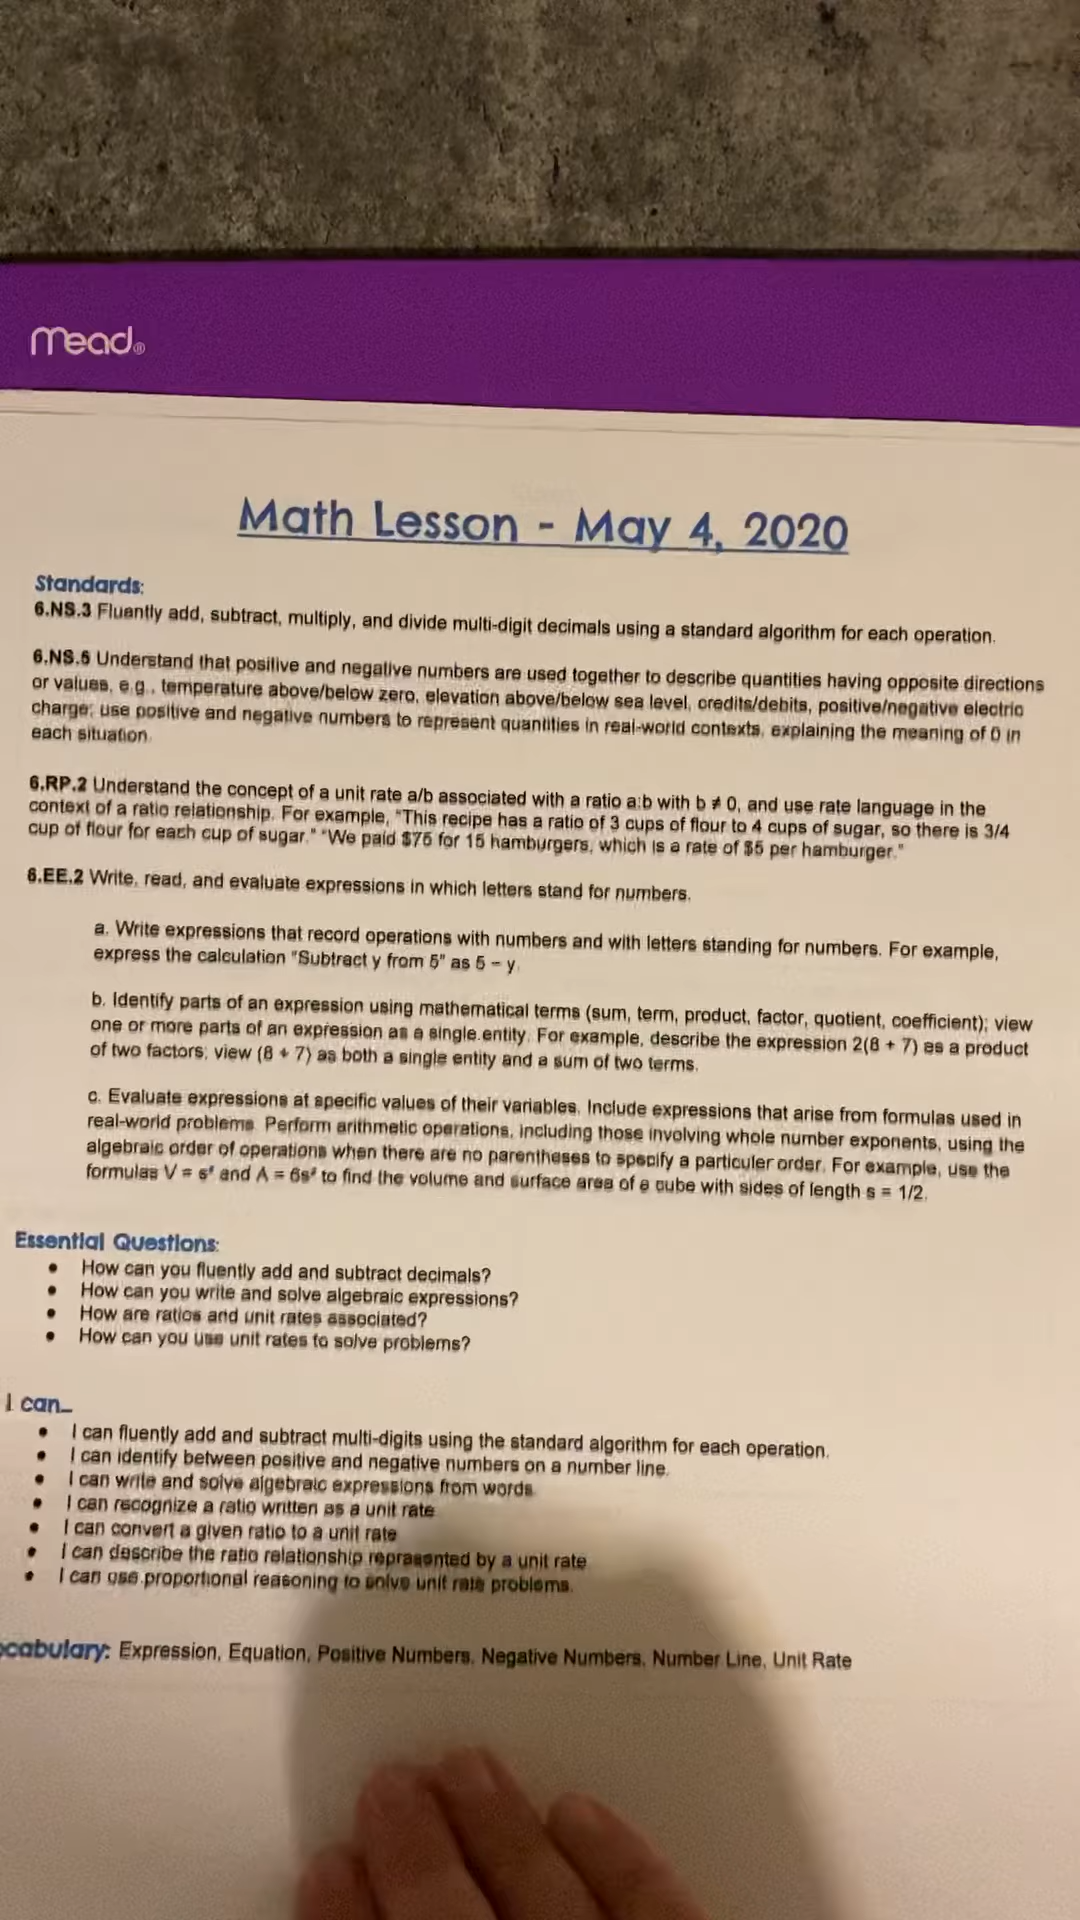 mead®
Math Lesson - May 4, 2020
Standards:
6.NS.3 Fluently add, subtract, multiply, and divide multi-digit decimals using a standard algorithm for each operation.
6.NS.5 Understand that positive and negative numbers are used together to describe quantities having opposite directions
or values, e.g., temperature above/below zero, elevation above/below sea level, credits/debits, positive/negative electric
charge; use positive and negative numbers to represent quantities in real-world contexts, explaining the meaning of 0 in
each situation.
6.RP.2 Understand the concept of a unit rate a/b associated with a ratio a:b with b ≠ 0, and use rate language in the
context of a ratio relationship. For example, "This recipe has a ratio of 3 cups of flour to 4 cups of sugar, so there is 3/4
cup of flour for each cup of sugar." "We paid $75 for 15 hamburgers, which is a rate of $5 per hamburger."
6.EE.2 Write, read, and evaluate expressions in which letters stand for numbers.
a. Write expressions that record operations with numbers and with letters standing for numbers. For example,
express the calculation "Subtract y from 5" as 5 – y.
b. Identify parts of an expression using mathematical terms (sum, term, product, factor, quotient, coefficient); view
one or more parts of an expression as a single entity. For example, describe the expression 2(8 + 7) as a product
of two factors; view (8 + 7) as both a single entity and a sum of two terms.
c. Evaluate expressions at specific values of their variables. Include expressions that arise from formulas used in
real-world problems. Perform arithmetic operations, including those involving whole number exponents, using the
algebraic order of operations when there are no parentheses to specify a particular order. For example, use the
formulas V = s³ and A = 6s² to find the volume and surface area of a cube with sides of length s = 1/2.
Essential Questions:
• How can you fluently add and subtract decimals?
• How can you write and solve algebraic expressions?
• How are ratios and unit rates associated?
• How can you use unit rates to solve problems?
I can...
• I can fluently add and subtract multi-digits using the standard algorithm for each operation.
• I can identify between positive and negative numbers on a number line.
• I can write and solve algebraic expressions from words
• I can recognize a ratio written as a unit rate
• I can convert a given ratio to a unit rate
• I can describe the ratio relationship represented by a unit rate
• I can use proportional reasoning to solve unit rate problems.
ocabulary: Expression, Equation, Positive Numbers, Negative Numbers, Number Line, Unit Rate